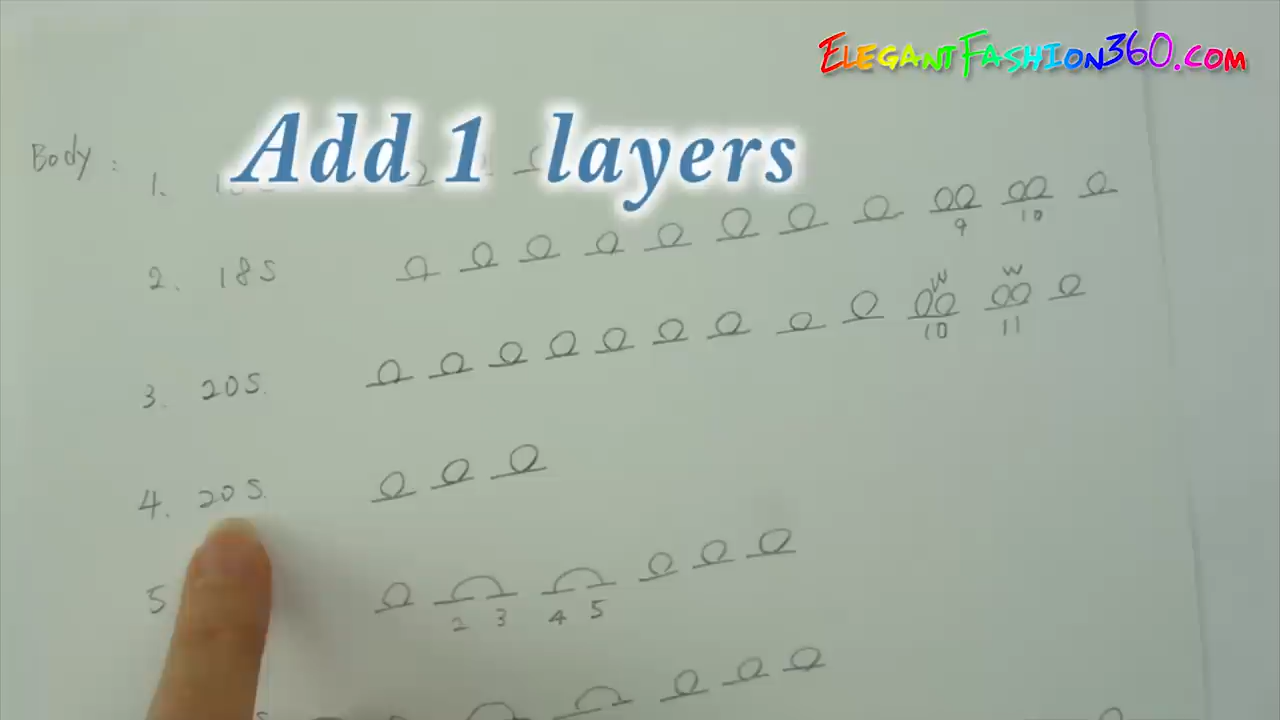 ELEGANTFASHION360.COM
Add 1 layers
Body :
1.
2. 18S
9 10
3. 20S.
W W
10 11
4. 20S.
5
2 3 4 5